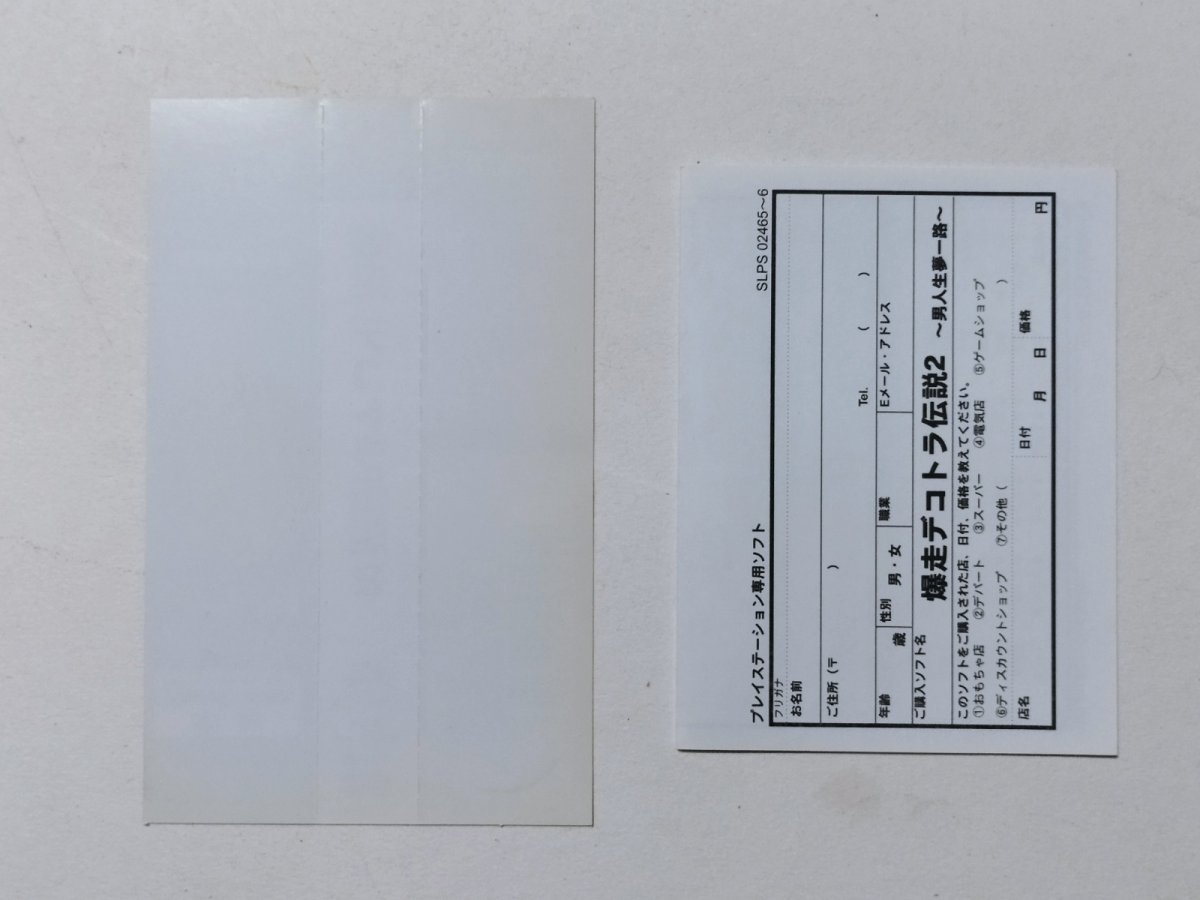 プレイステーション専用ソフト SLPS 02465～6
フリガナ
お名前
ご住所（〒 ） Tel. （ ）
年齢 歳 性別 男・女 職業 Eメール・アドレス
ご購入ソフト名
爆走デコトラ伝説2 ～男人生夢一路～
このソフトをご購入された店、日付、価格を教えてください。
①おもちゃ店 ②デパート ③スーパー ④電気店 ⑤ゲームショップ
⑥ディスカウントショップ ⑦その他（ ）
店名 日付 月 日 価格 円